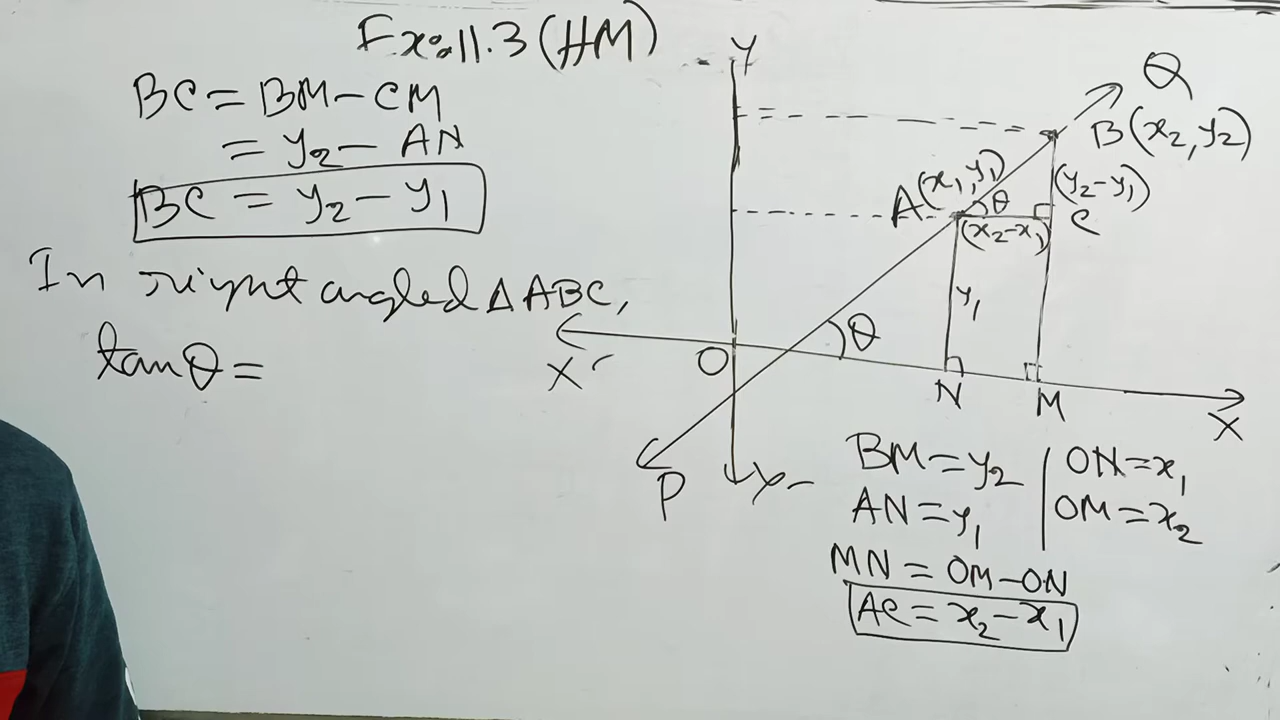 Ex: 11.3 (HM)
BC = BM - CM
= y₂ - AN
BC = y₂ - y₁
In right angled ΔABC,
tanθ =
Y
Q
B(x₂, y₂)
A(x₁, y₁)
θ
(y₂-y₁)
C
(x₂-x₁)
y₁
θ
X'
O
N
M
X
P
Y'
BM = y₂ | ON = x₁
AN = y₁ | OM = x₂
MN = OM - ON
AC = x₂ - x₁